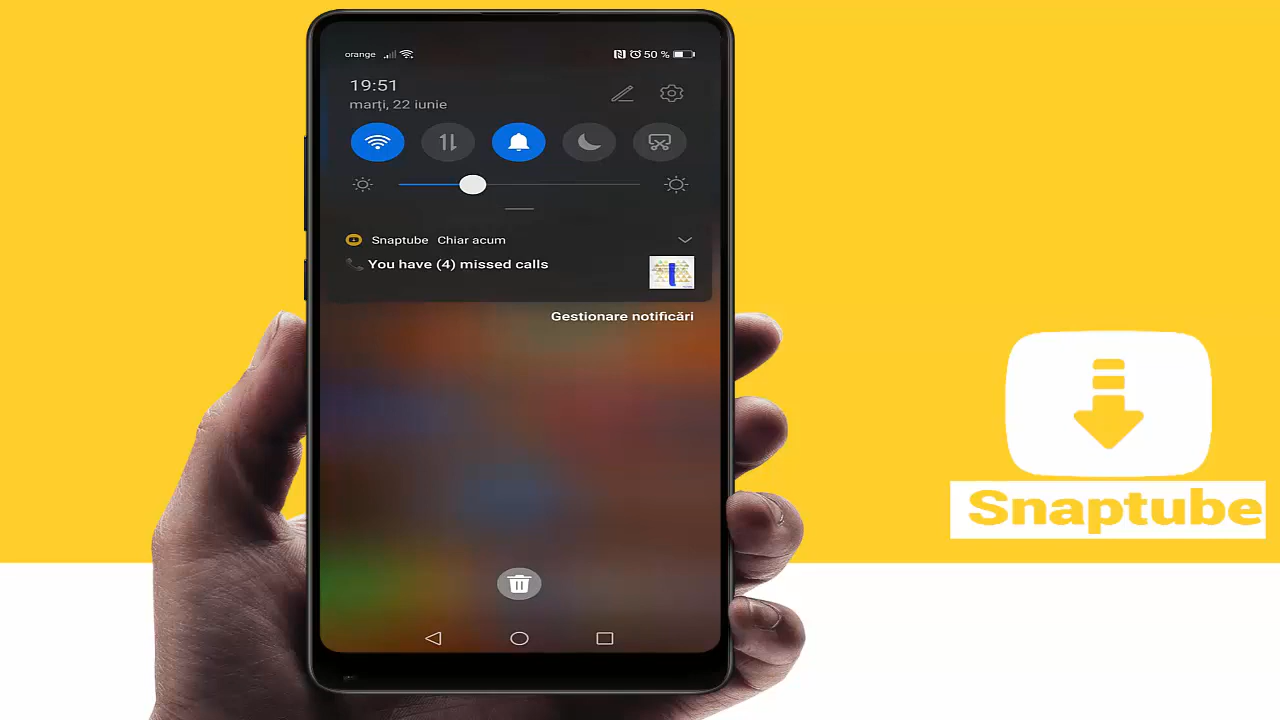 orange
50 %
19:51
marți, 22 iunie
Snaptube Chiar acum
You have (4) missed calls
Gestionare notificări
Snaptube